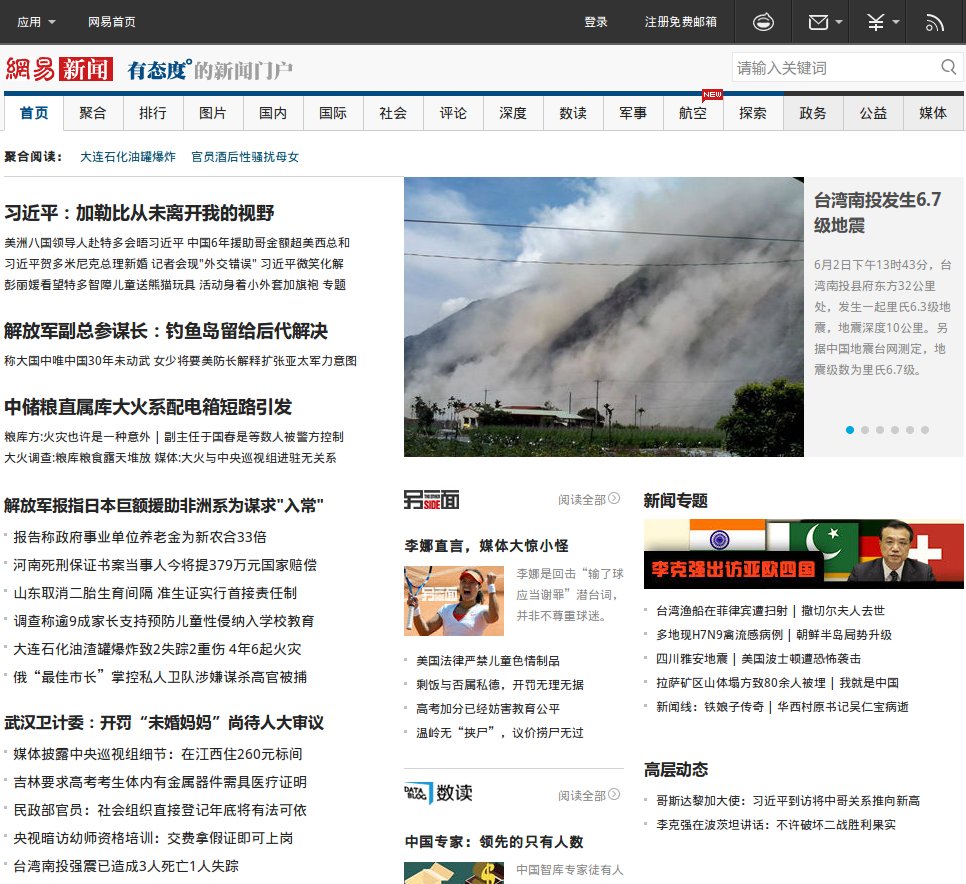 应用
网易首页
登录
注册免费邮箱
網易新闻 有态度°的新闻门户
请输入关键词
首页 聚合 排行 图片 国内 国际 社会 评论 深度 数读 军事 航空 探索 政务 公益 媒体
NEW
聚合阅读： 大连石化油罐爆炸 官员酒后性骚扰母女
习近平：加勒比从未离开我的视野
美洲八国领导人赴特多会晤习近平 中国6年援助哥金额超美西总和
习近平贺多米尼克总理新婚 记者会现"外交错误" 习近平微笑化解
彭丽媛看望特多智障儿童送熊猫玩具 活动身着小外套加旗袍 专题
解放军副总参谋长：钓鱼岛留给后代解决
称大国中唯中国30年未动武 女少将要美防长解释扩张亚太军力意图
中储粮直属库大火系配电箱短路引发
粮库方:火灾也许是一种意外 | 副主任于国春是等数人被警方控制
大火调查:粮库粮食露天堆放 媒体:大火与中央巡视组进驻无关系
解放军报指日本巨额援助非洲系为谋求"入常"
报告称政府事业单位养老金为新农合33倍
河南死刑保证书案当事人今将提379万元国家赔偿
山东取消二胎生育间隔 准生证实行首接责任制
调查称逾9成家长支持预防儿童性侵纳入学校教育
大连石化油渣罐爆炸致2失踪2重伤 4年6起火灾
俄“最佳市长”掌控私人卫队涉嫌谋杀高官被捕
武汉卫计委：开罚“未婚妈妈”尚待人大审议
媒体披露中央巡视组细节：在江西住260元标间
吉林要求高考考生体内有金属器件需具医疗证明
民政部官员：社会组织直接登记年底将有法可依
央视暗访幼师资格培训：交费拿假证即可上岗
台湾南投强震已造成3人死亡1人失踪
台湾南投发生6.7
级地震
6月2日下午13时43分，台
湾南投县府东方32公里
处，发生一起里氏6.3级地
震，地震深度10公里。另
据中国地震台网测定，地
震级数为里氏6.7级。
另一面 THE OTHER SIDE
阅读全部
李娜直言，媒体大惊小怪
另一面
李娜是回击“输了球
应当谢罪”潜台词，
并非不尊重球迷。
美国法律严禁儿童色情制品
剩饭与否属私德，开罚无理无据
高考加分已经妨害教育公平
温岭无“挟尸”，议价捞尸无过
DATA BLOG 数读
阅读全部
中国专家：领先的只有人数
中国智库专家徒有人
新闻专题
李克强出访亚欧四国
台湾渔船在菲律宾遭扫射 | 撒切尔夫人去世
多地现H7N9禽流感病例 | 朝鲜半岛局势升级
四川雅安地震 | 美国波士顿遭恐怖袭击
拉萨矿区山体塌方致80余人被埋 | 我就是中国
新闻线：铁娘子传奇 | 华西村原书记吴仁宝病逝
高层动态
哥斯达黎加大使：习近平到访将中哥关系推向新高
李克强在波茨坦讲话：不许破坏二战胜利果实